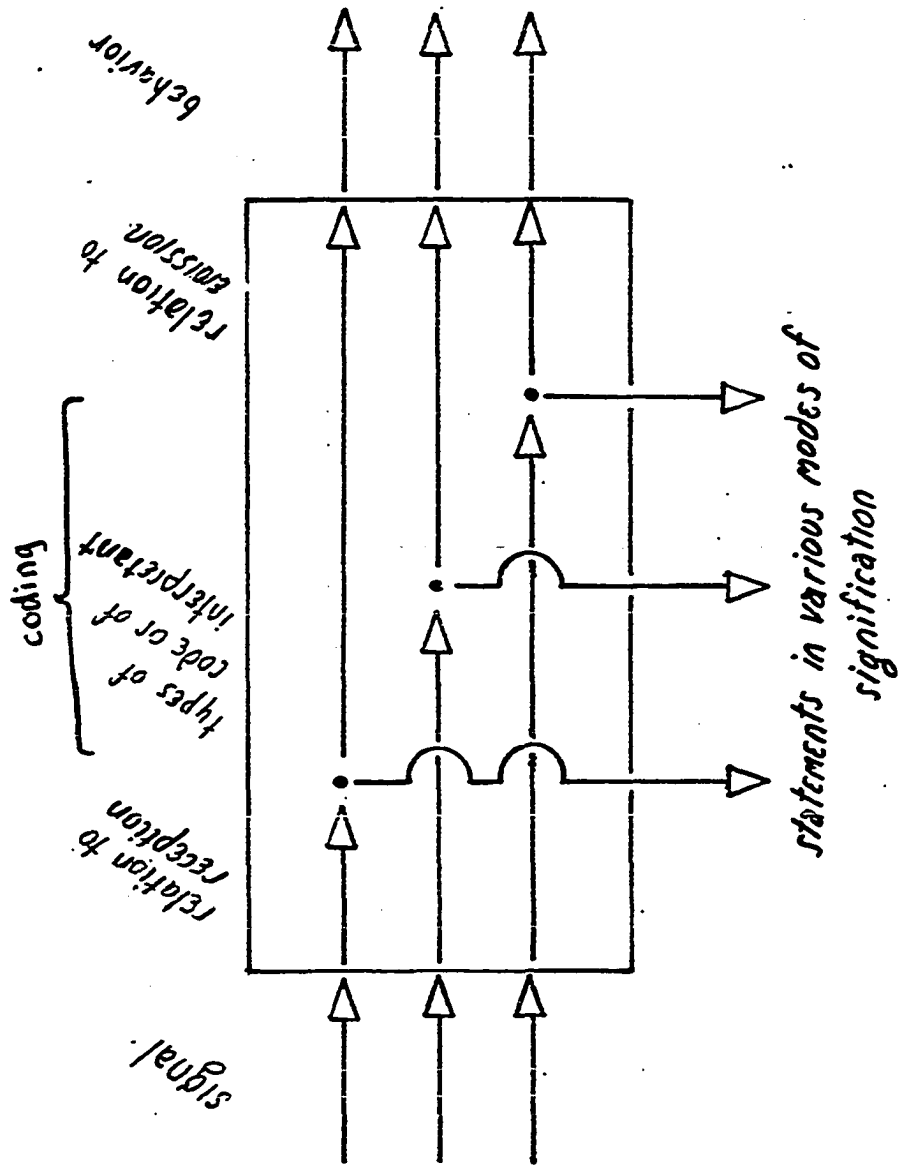 coding
signal
relation to
reception
types of
code or of
interpretant
relation to
emission
behavior
statements in various modes of
signification